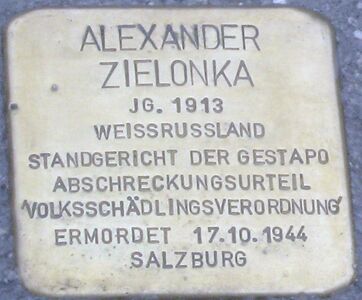 ALEXANDER
ZIELONKA
JG. 1913
WEISSRUSSLAND
STANDGERICHT DER GESTAPO
ABSCHRECKUNGSURTEIL
'VOLKSSCHÄDLINGSVERORDNUNG'
ERMORDET 17.10.1944
SALZBURG